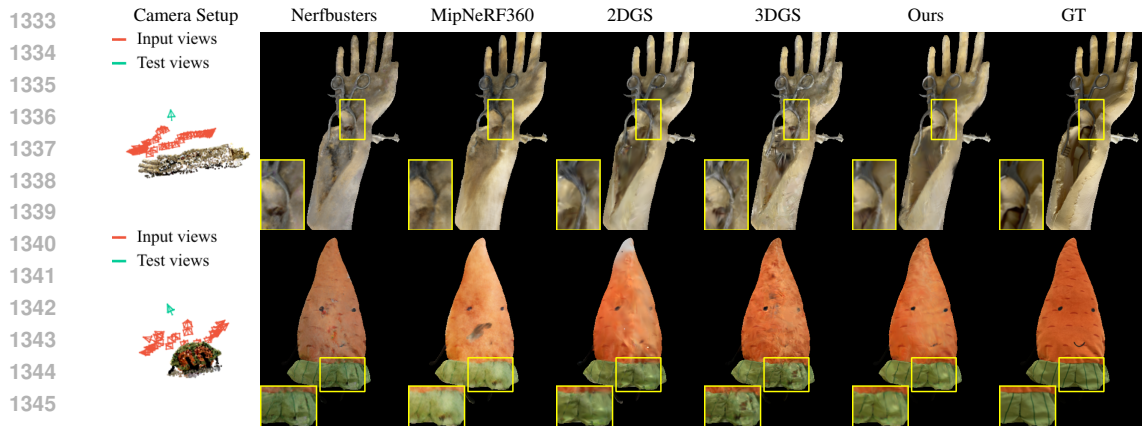 Camera Setup Nerfbusters MipNeRF360 2DGS 3DGS Ours GT
1333
Input views
1334
Test views
1335
1336
1337
1338
1339
1340
Input views
1341
Test views
1342
1343
1344
1345